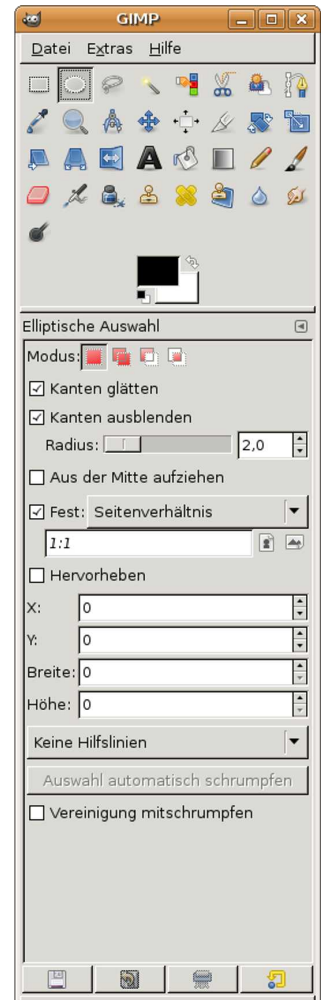 GIMP
Datei Extras Hilfe
Elliptische Auswahl
Modus:
Kanten glätten
Kanten ausblenden
Radius: 2,0
Aus der Mitte aufziehen
Fest: Seitenverhältnis
1:1
Hervorheben
X: 0
Y: 0
Breite: 0
Höhe: 0
Keine Hilfslinien
Auswahl automatisch schrumpfen
Vereinigung mitschrumpfen